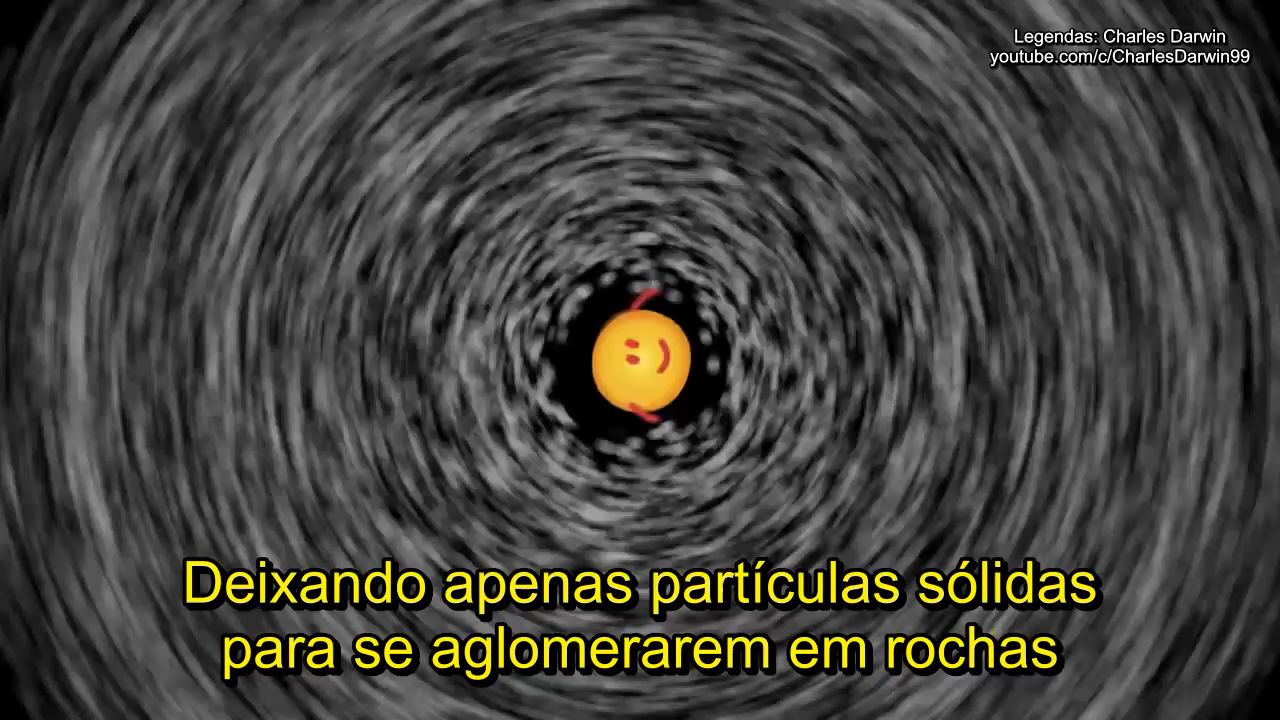 Legendas: Charles Darwin
youtube.com/c/CharlesDarwin99
Deixando apenas partículas sólidas
para se aglomerarem em rochas